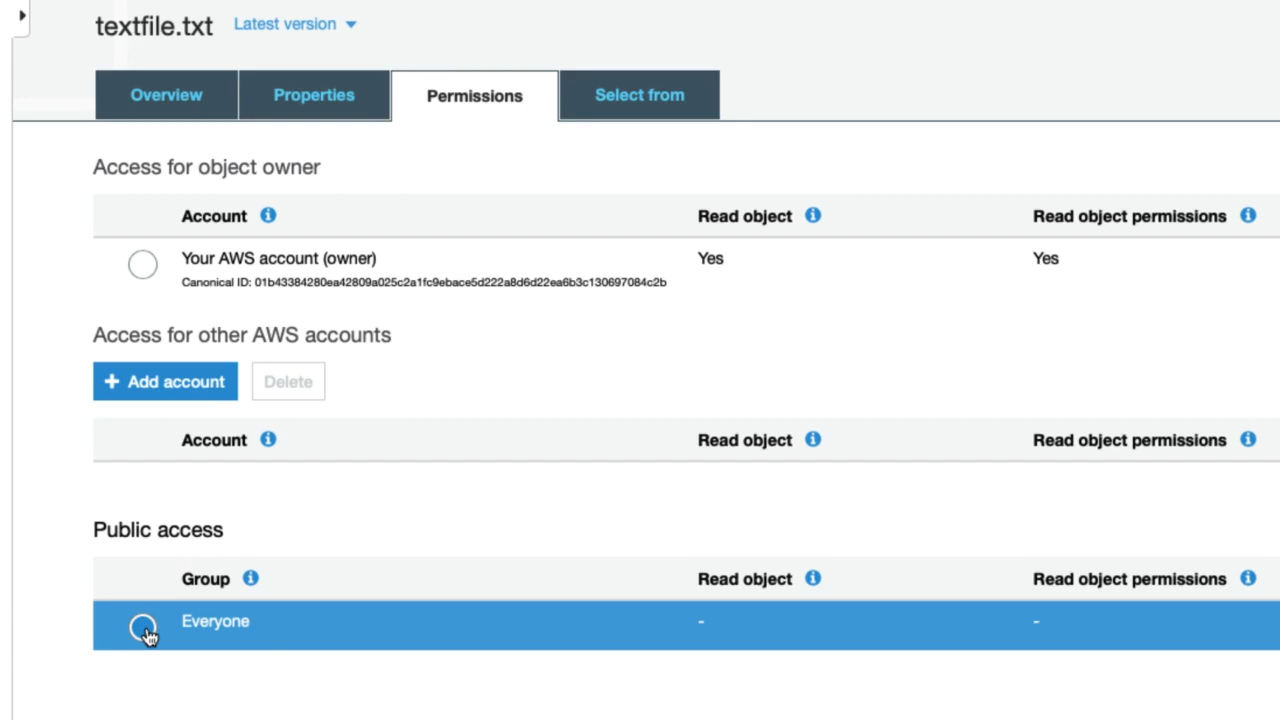 textfile.txt Latest version
Overview Properties Permissions Select from
Access for object owner
Account Read object Read object permissions
Your AWS account (owner) Yes Yes
Canonical ID: 01b43384280ea42809a025c2a1fc9ebace5d222a8d6d22ea6b3c130697084c2b
Access for other AWS accounts
+ Add account Delete
Account Read object Read object permissions
Public access
Group Read object Read object permissions
Everyone - -